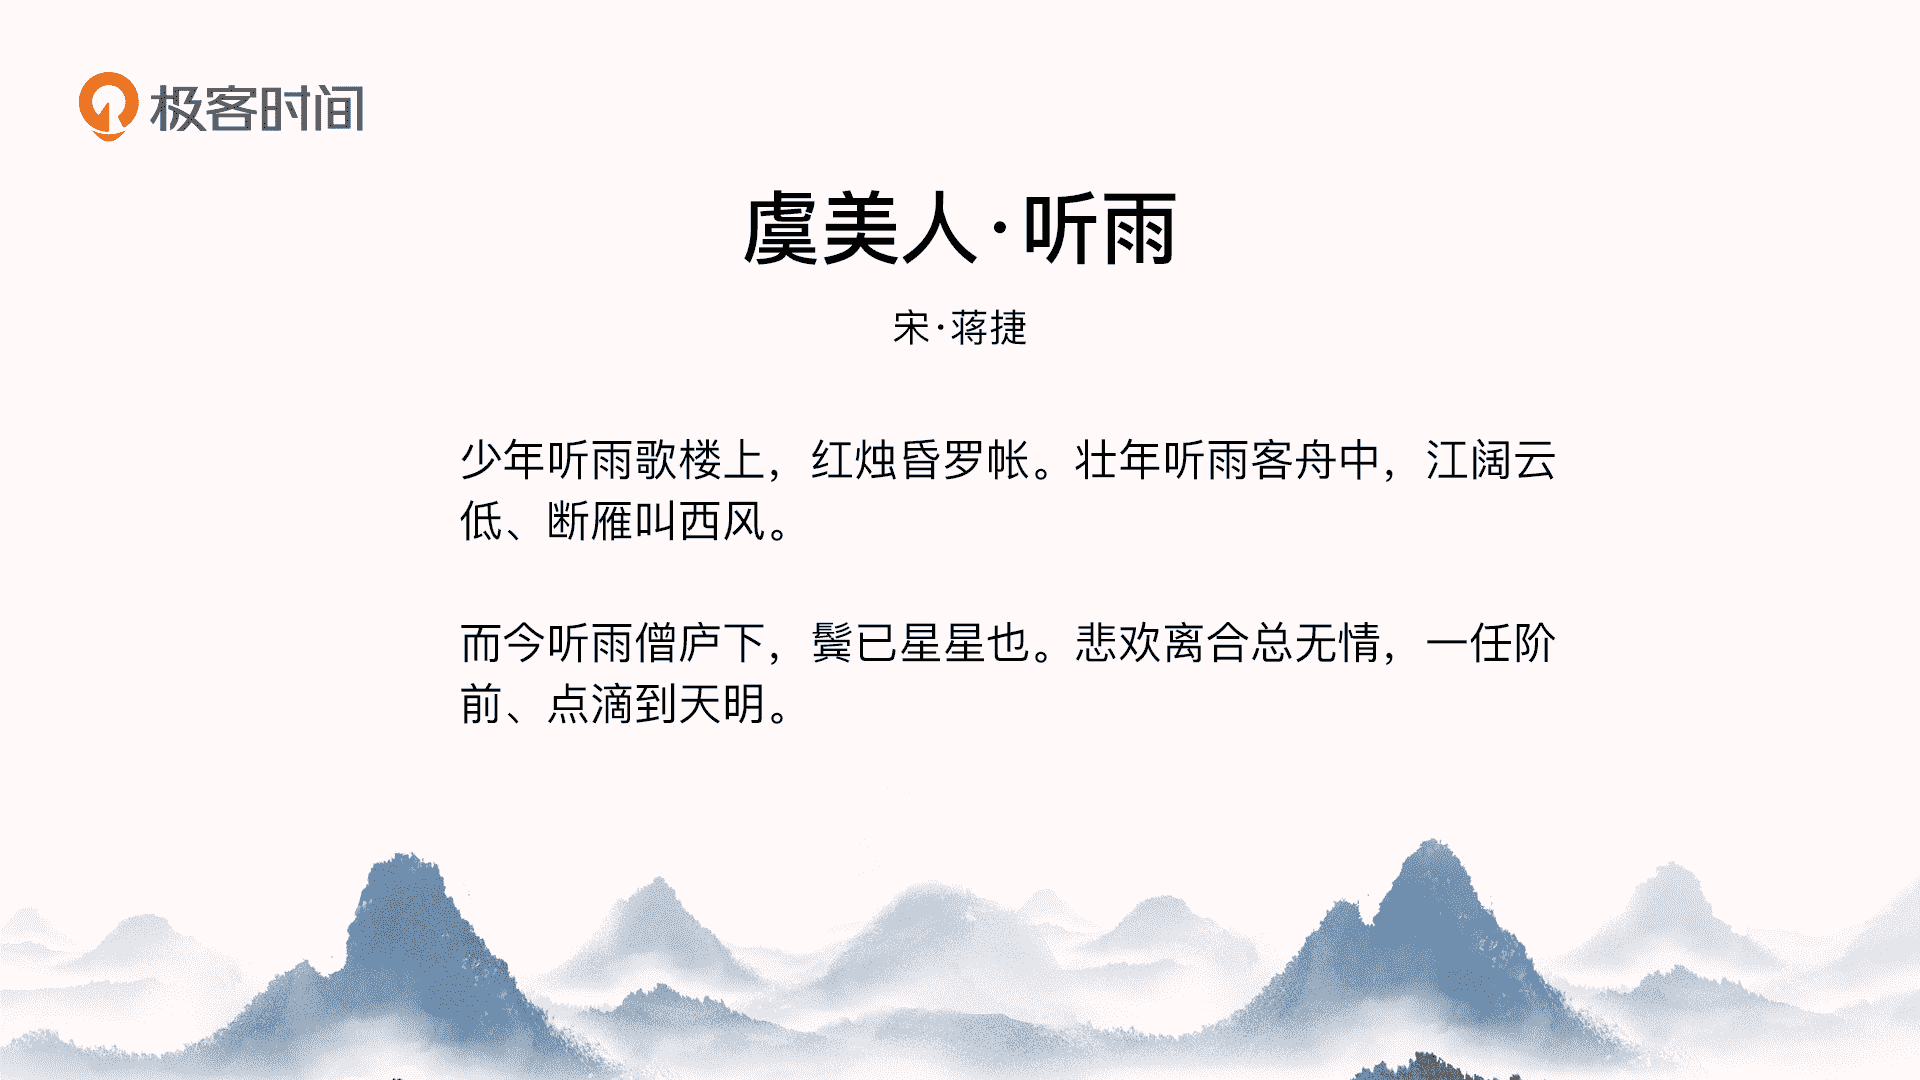 极客时间
虞美人·听雨
宋·蒋捷
少年听雨歌楼上，红烛昏罗帐。壮年听雨客舟中，江阔云
低、断雁叫西风。
而今听雨僧庐下，鬓已星星也。悲欢离合总无情，一任阶
前、点滴到天明。